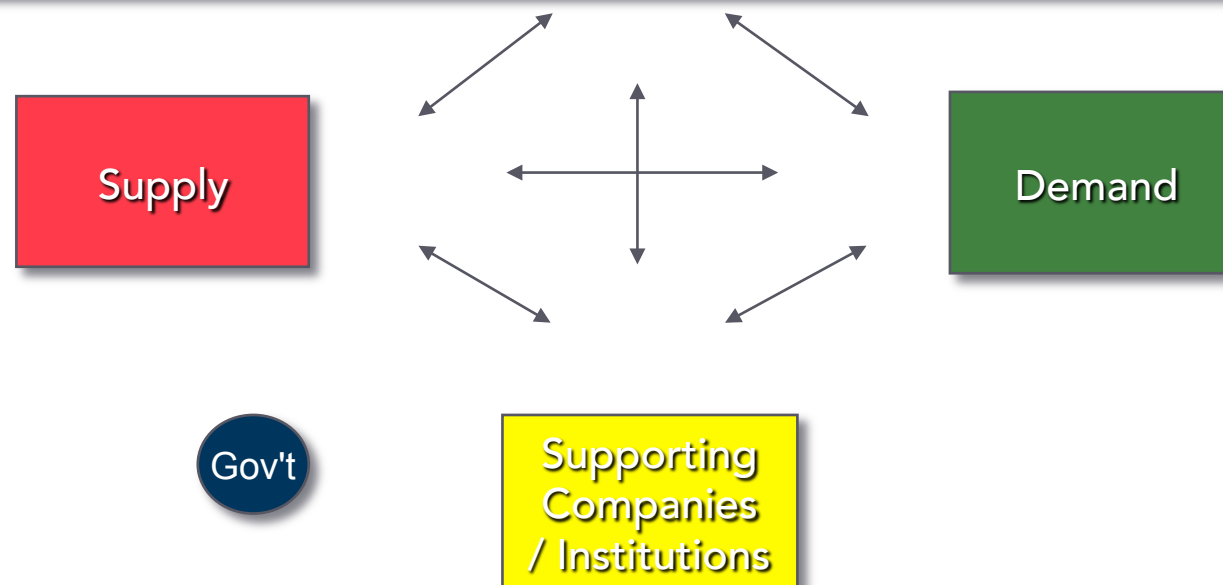 Supply
Demand
Gov't
Supporting
Companies
/ Institutions